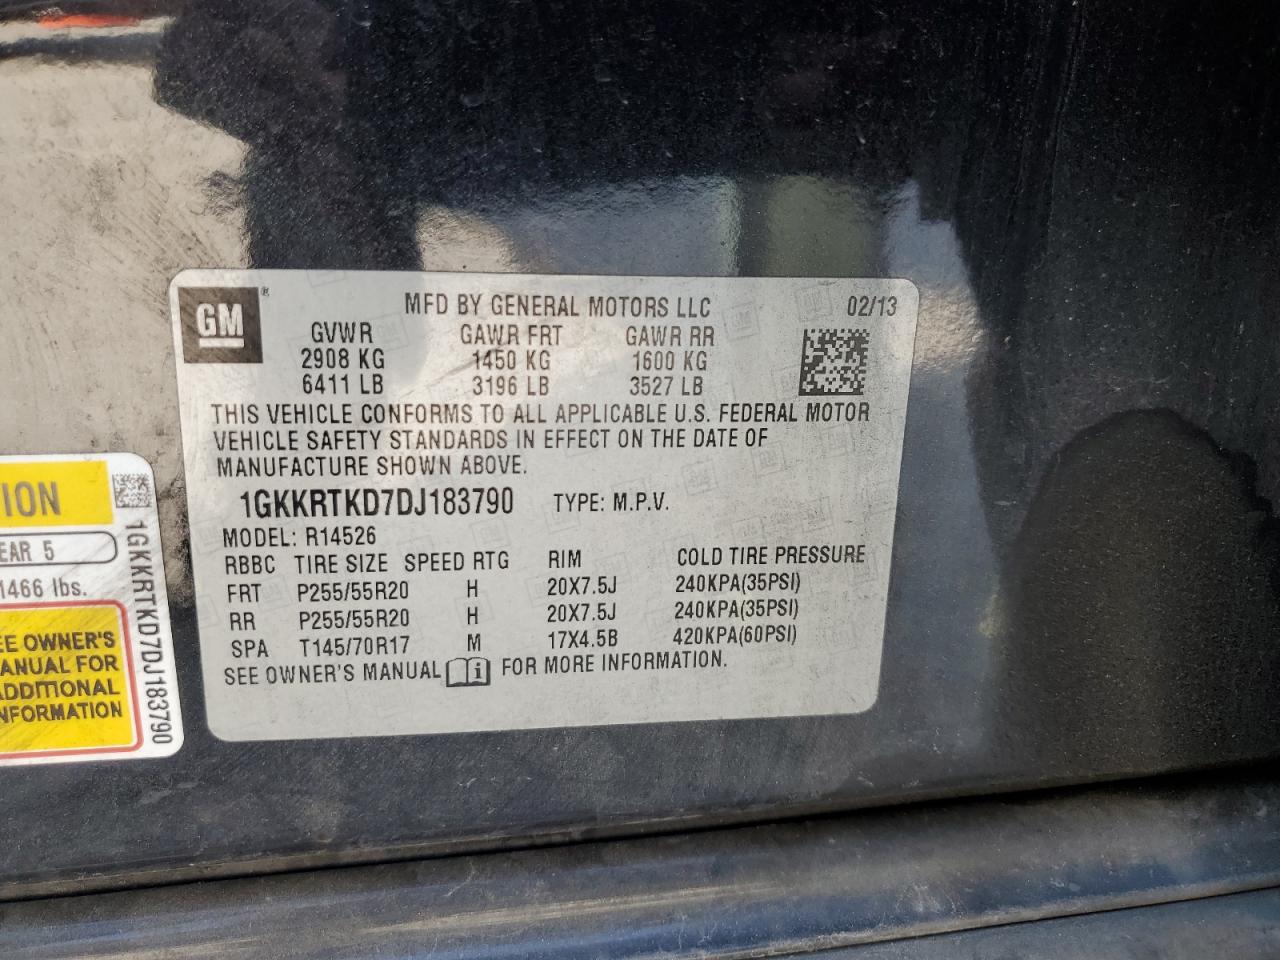 GM®
MFD BY GENERAL MOTORS LLC 02/13
GVWR GAWR FRT GAWR RR
2908 KG 1450 KG 1600 KG
6411 LB 3196 LB 3527 LB
THIS VEHICLE CONFORMS TO ALL APPLICABLE U.S. FEDERAL MOTOR
VEHICLE SAFETY STANDARDS IN EFFECT ON THE DATE OF
MANUFACTURE SHOWN ABOVE.
1GKKRTKD7DJ183790 TYPE: M.P.V.
MODEL: R14526
RBBC TIRE SIZE SPEED RTG RIM COLD TIRE PRESSURE
FRT P255/55R20 H 20X7.5J 240KPA(35PSI)
RR P255/55R20 H 20X7.5J 240KPA(35PSI)
SPA T145/70R17 M 17X4.5B 420KPA(60PSI)
SEE OWNER'S MANUAL i FOR MORE INFORMATION.
TION
EAR 5
1466 lbs.
EE OWNER'S
ANUAL FOR
ADDITIONAL
NFORMATION
1GKKRTKD7DJ183790